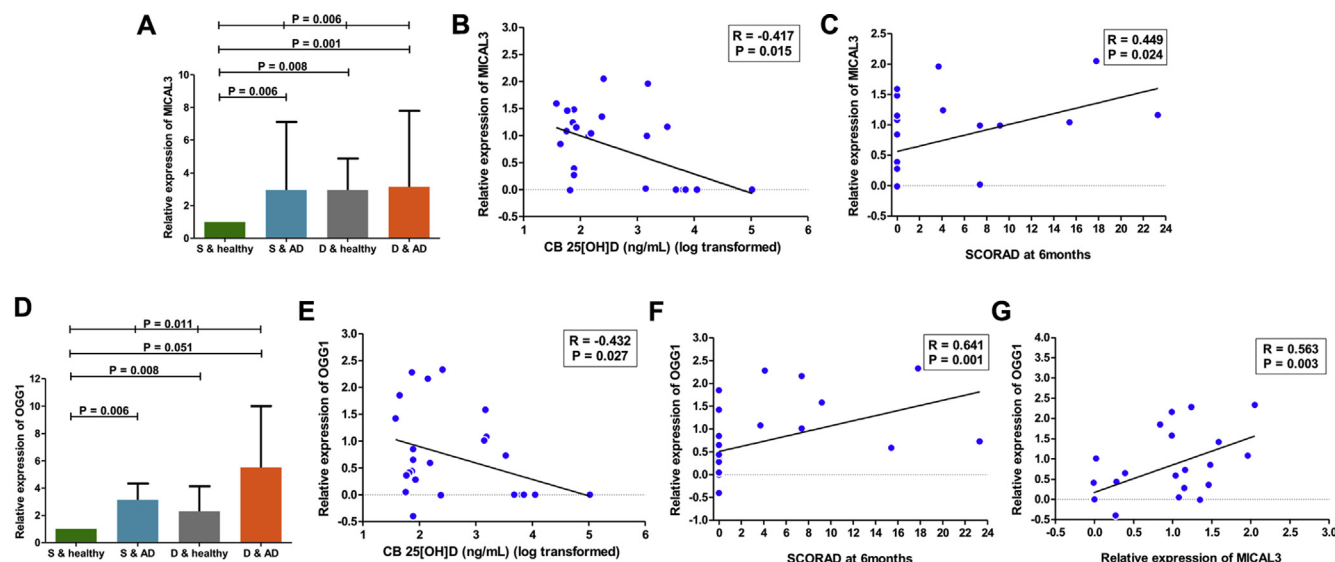 A
P = 0.006
P = 0.001
P = 0.008
P = 0.006
Relative expression of MICAL3
10
8
6
4
2
0
S & healthy
S & AD
D & healthy
D & AD
B
R = -0.417
P = 0.015
Relative expression of MICAL3
3.0
2.5
2.0
1.5
1.0
0.5
0.0
-0.5
1
2
3
4
5
6
CB 25[OH]D (ng/mL) (log transformed)
C
R = 0.449
P = 0.024
Relative expression of MICAL3
2.5
2.0
1.5
1.0
0.5
0.0
-0.5
0 2 4 6 8 10 12 14 16 18 20 22 24
SCORAD at 6months
D
P = 0.011
P = 0.051
P = 0.008
P = 0.006
Relative expression of OGG1
12
10
8
6
4
2
0
S & healthy
S & AD
D & healthy
D & AD
E
R = -0.432
P = 0.027
Relative expression of OGG1
3.0
2.5
2.0
1.5
1.0
0.5
0.0
-0.5
1
2
3
4
5
6
CB 25[OH]D (ng/mL) (log transformed)
F
R = 0.641
P = 0.001
Relative expression of OGG1
3.0
2.5
2.0
1.5
1.0
0.5
0.0
-0.5
-1.0
0 2 4 6 8 10 12 14 16 18 20 22 24
SCORAD at 6months
G
R = 0.563
P = 0.003
Relative expression of OGG1
4.0
3.5
3.0
2.5
2.0
1.5
1.0
0.5
0.0
-0.5
-0.5 0.0 0.5 1.0 1.5 2.0 2.5 3.0
Relative expression of MICAL3